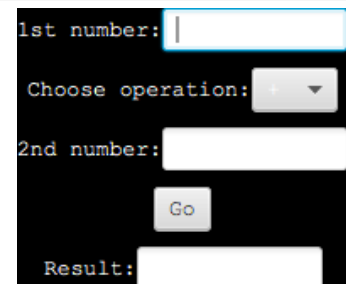 1st number:
Choose operation: +
2nd number:
Go
Result: